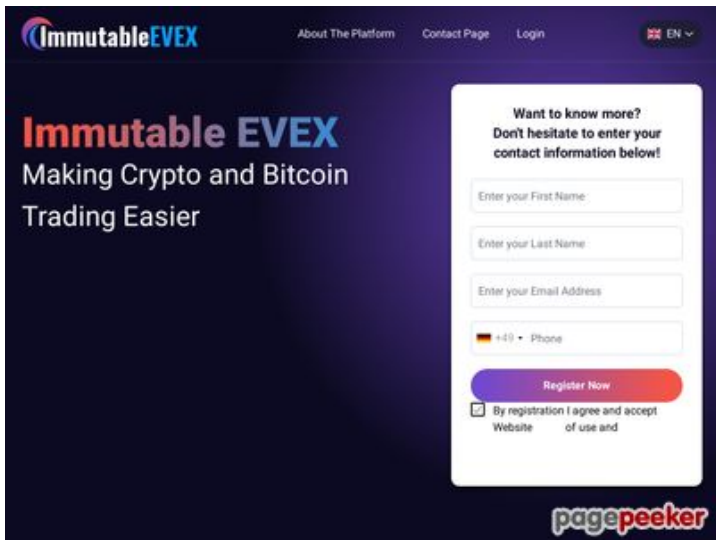 ImmutableEVEX
About The Platform
Contact Page
Login
EN
Immutable EVEX
Making Crypto and Bitcoin
Trading Easier
Want to know more?
Don't hesitate to enter your
contact information below!
Enter your First Name
Enter your Last Name
Enter your Email Address
+49 Phone
Register Now
By registration I agree and accept
Website of use and
pagepeeker